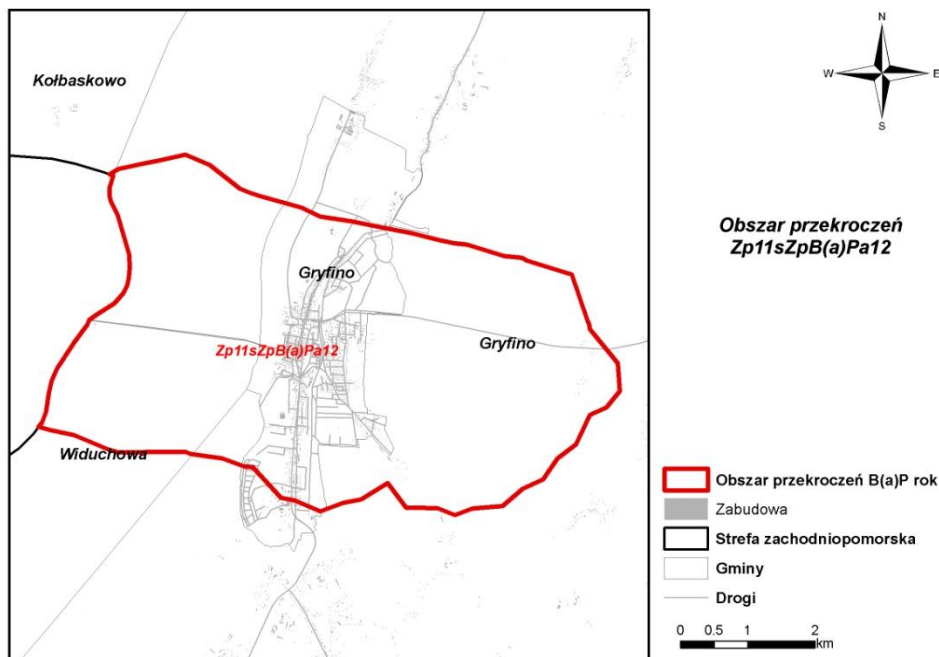 Kołbaskowo
Gryfino
Gryfino
Zp11sZpB(a)Pa12
Widuchowa
N
W
E
S
Obszar przekroczeń
Zp11sZpB(a)Pa12
Obszar przekroczeń B(a)P rok
Zabudowa
Strefa zachodniopomorska
Gminy
Drogi
0 0.5 1 2
km